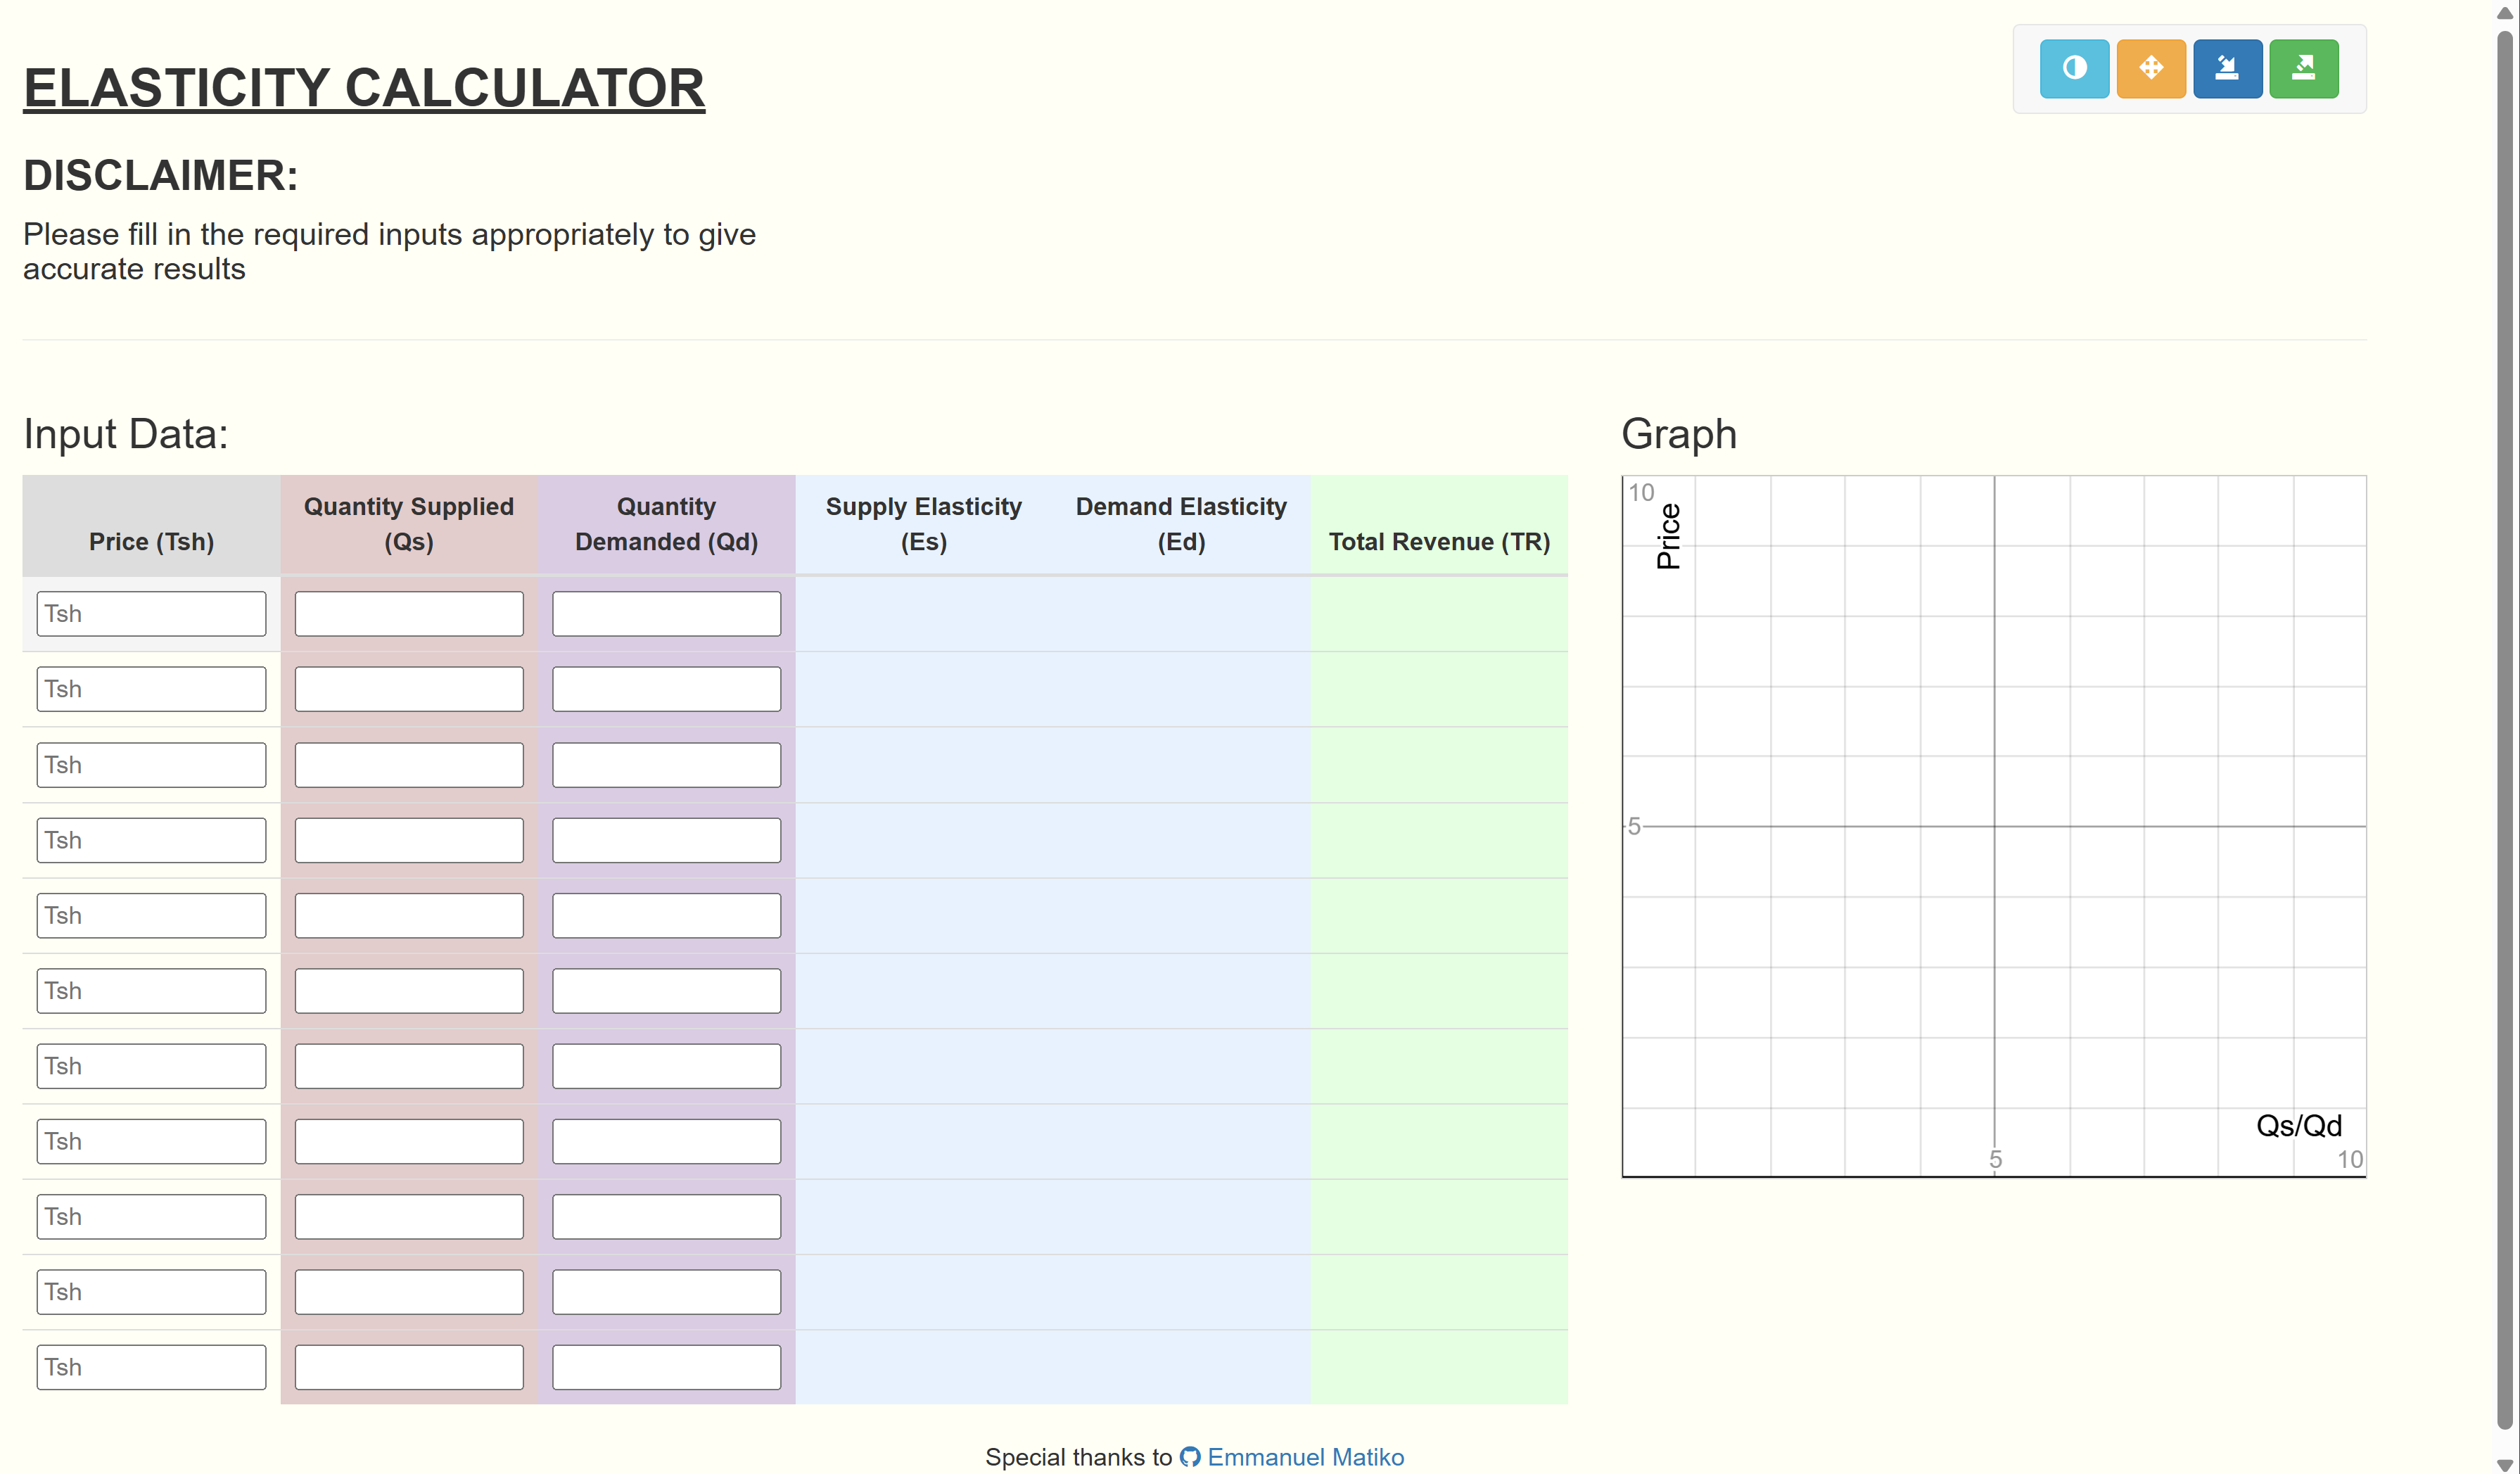 ELASTICITY CALCULATOR
DISCLAIMER:
Please fill in the required inputs appropriately to give
accurate results
Input Data:
Graph
Price (Tsh)
Quantity Supplied
(Qs)
Quantity
Demanded (Qd)
Supply Elasticity
(Es)
Demand Elasticity
(Ed)
Total Revenue (TR)
Tsh
Tsh
Tsh
Tsh
Tsh
Tsh
Tsh
Tsh
Tsh
Tsh
Tsh
10
Price
5
Qs/Qd
5
10
Special thanks to Emmanuel Matiko